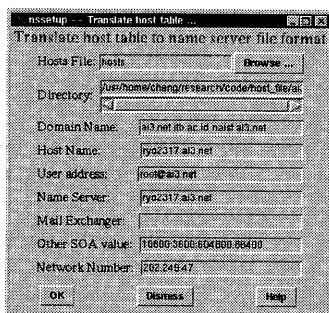 nssetup -- Translate host table ...
Translate host table to name server file format
Hosts File: hosts Browse ...
Directory: /usr/home/cheng/research/code/host_file/ai
Domain Name: ai3.net itb.ac.id naist.ai3.net
Host Name: ryo2317.ai3.net
User address: root@ai3.net
Name Server: ryo2317.ai3.net
Mail Exchanger:
Other SOA value: 10800:3600:604800:86400
Network Number: 202.249.47
OK Dismiss Help